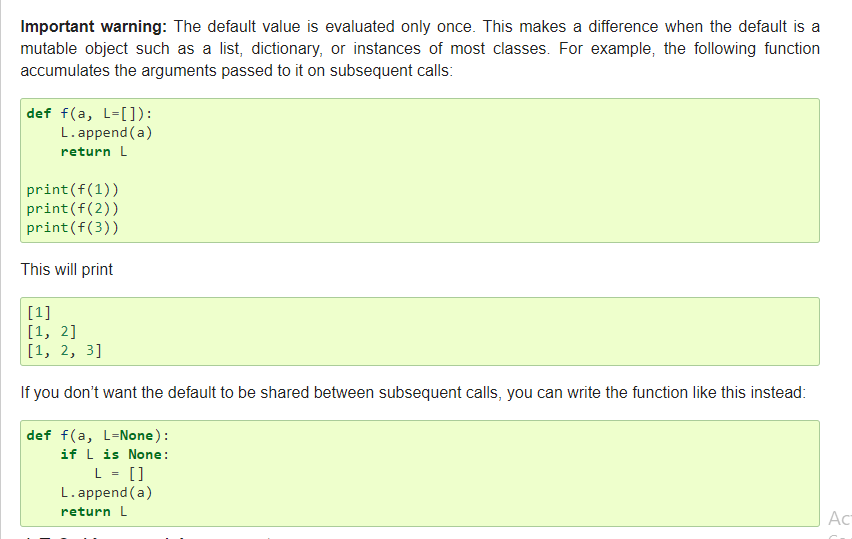 Important warning: The default value is evaluated only once. This makes a difference when the default is a
mutable object such as a list, dictionary, or instances of most classes. For example, the following function
accumulates the arguments passed to it on subsequent calls:
def f(a, L=[]):
    L.append(a)
    return L
print(f(1))
print(f(2))
print(f(3))
This will print
[1]
[1, 2]
[1, 2, 3]
If you don't want the default to be shared between subsequent calls, you can write the function like this instead:
def f(a, L=None):
    if L is None:
        L = []
    L.append(a)
    return L
Ac